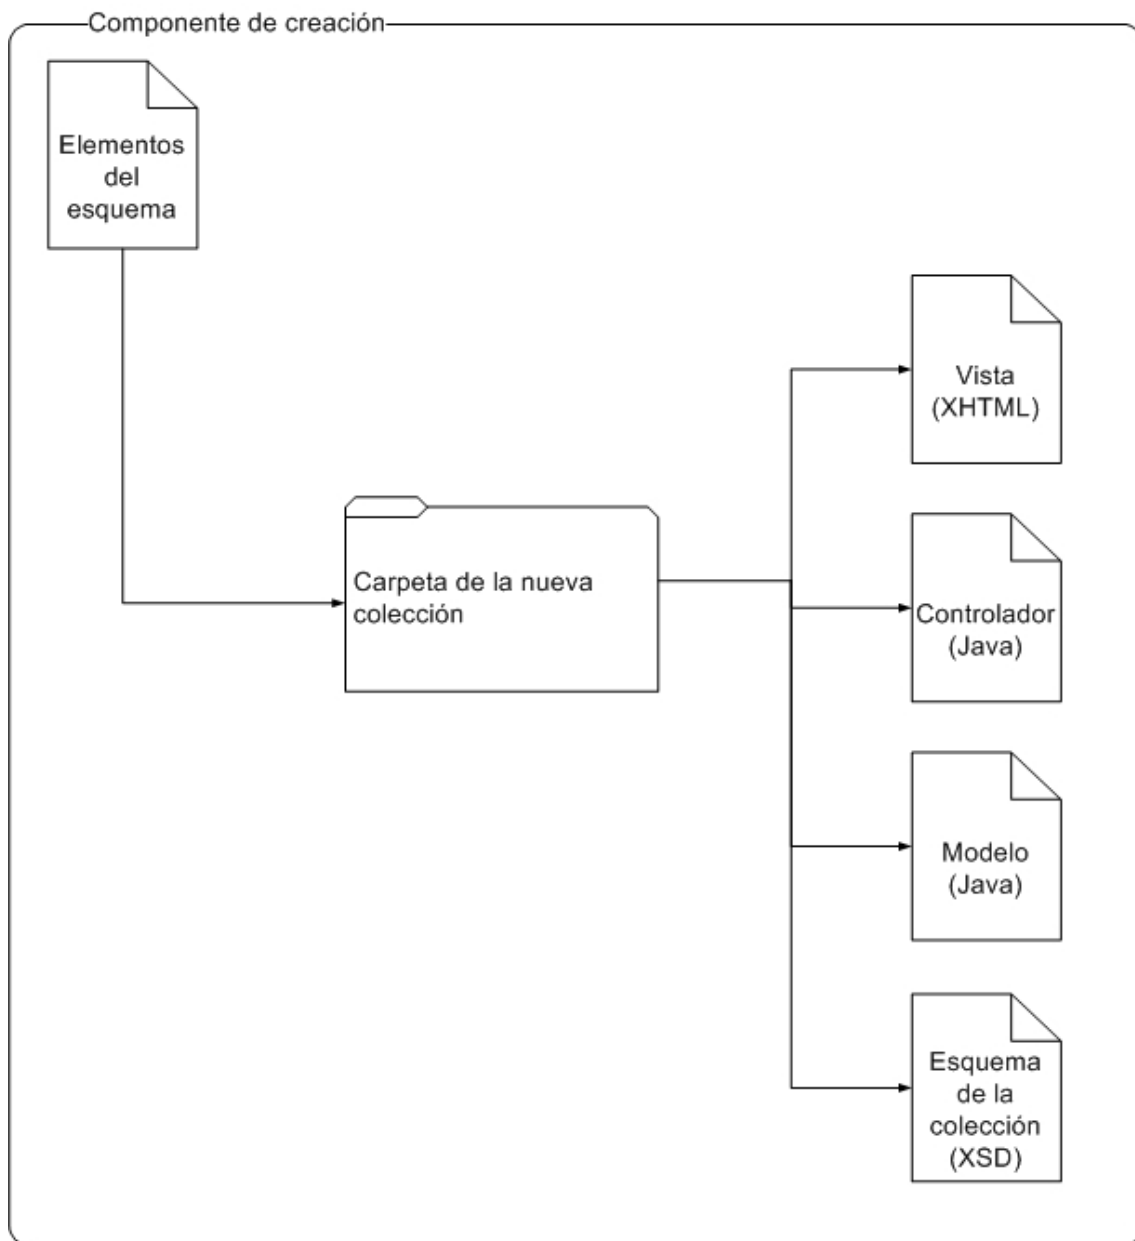 Componente de creación
Elementos
del
esquema
Vista
(XHTML)
Carpeta de la nueva
colección
Controlador
(Java)
Modelo
(Java)
Esquema
de la
colección
(XSD)